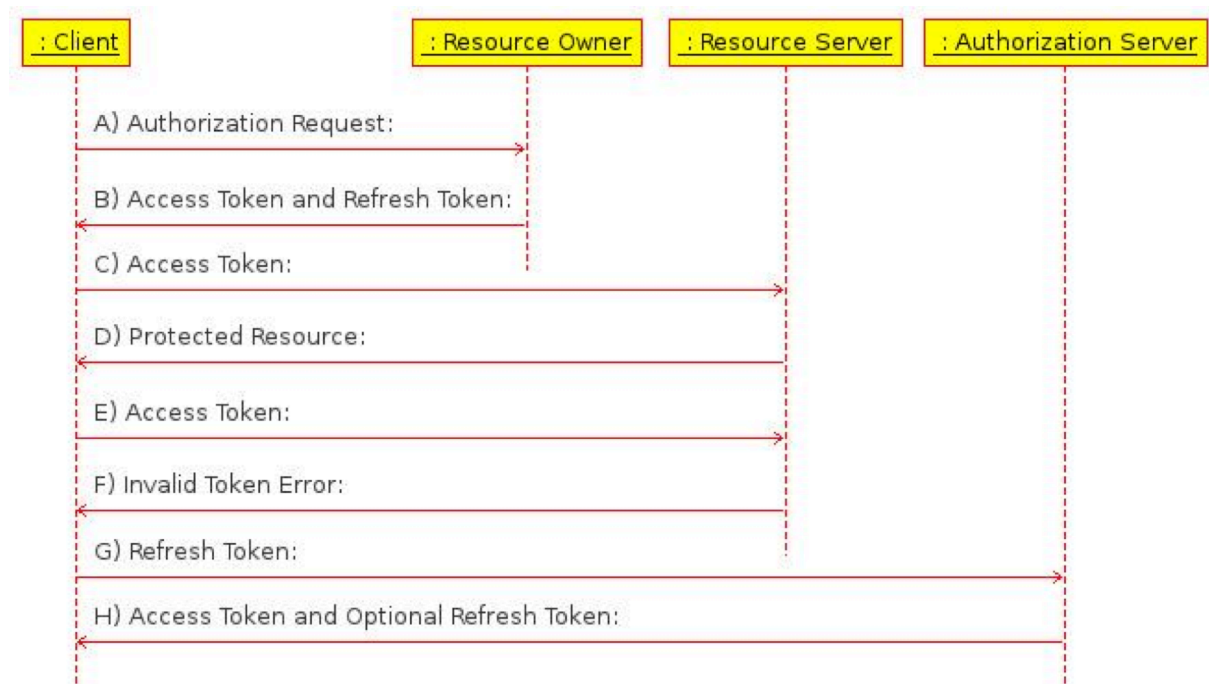 : Client
: Resource Owner
: Resource Server
: Authorization Server
A) Authorization Request:
B) Access Token and Refresh Token:
C) Access Token:
D) Protected Resource:
E) Access Token:
F) Invalid Token Error:
G) Refresh Token:
H) Access Token and Optional Refresh Token: